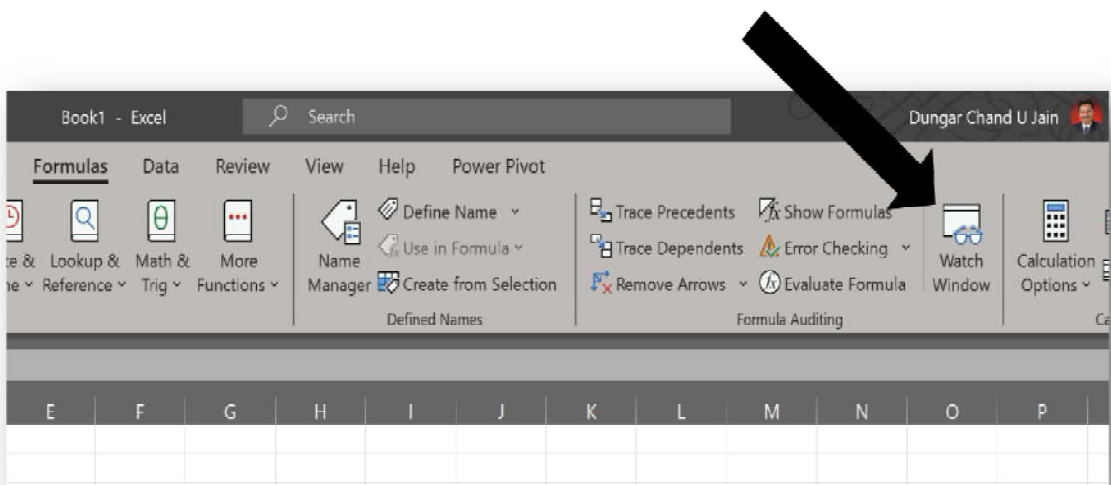 Book1 - Excel
Search
Dungar Chand U Jain
Formulas Data Review View Help Power Pivot
Lookup & Reference
Math & Trig
More Functions
Name Manager
Define Name
Use in Formula
Create from Selection
Defined Names
Trace Precedents
Trace Dependents
Remove Arrows
Show Formulas
Error Checking
Evaluate Formula
Formula Auditing
Watch Window
Calculation Options
E F G H I J K L M N O P